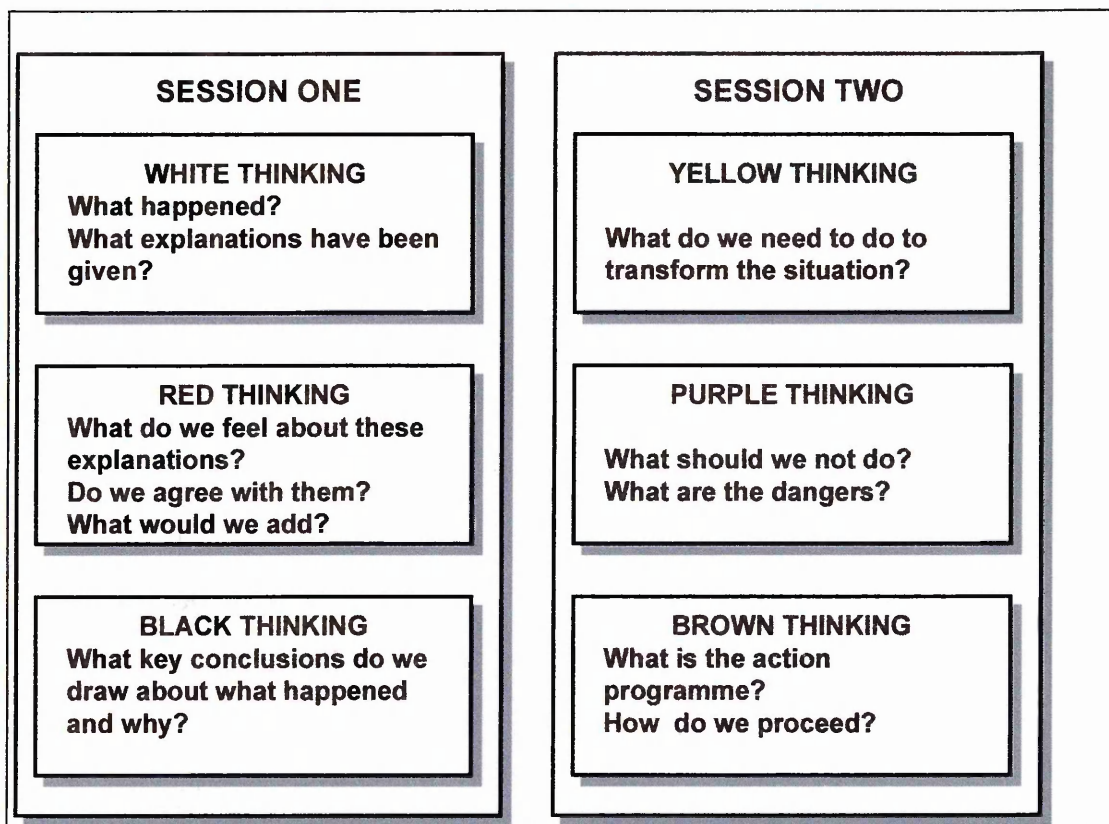 SESSION ONE
WHITE THINKING
What happened?
What explanations have been
given?
RED THINKING
What do we feel about these
explanations?
Do we agree with them?
What would we add?
BLACK THINKING
What key conclusions do we
draw about what happened
and why?
SESSION TWO
YELLOW THINKING
What do we need to do to
transform the situation?
PURPLE THINKING
What should we not do?
What are the dangers?
BROWN THINKING
What is the action
programme?
How do we proceed?